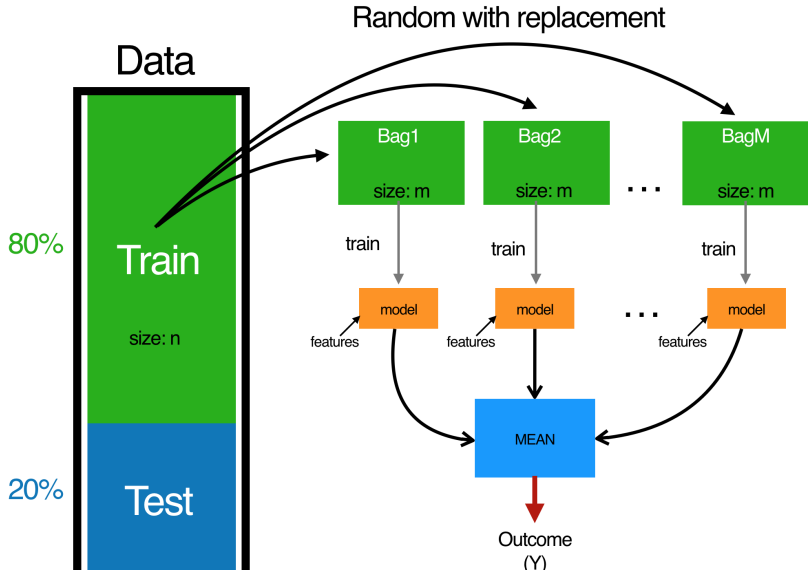 Random with replacement
Data
80%
Train
size: n
20%
Test
Bag1
size: m
Bag2
size: m
...
BagM
size: m
train
train
train
model
model
...
model
features
features
features
MEAN
Outcome
(Y)